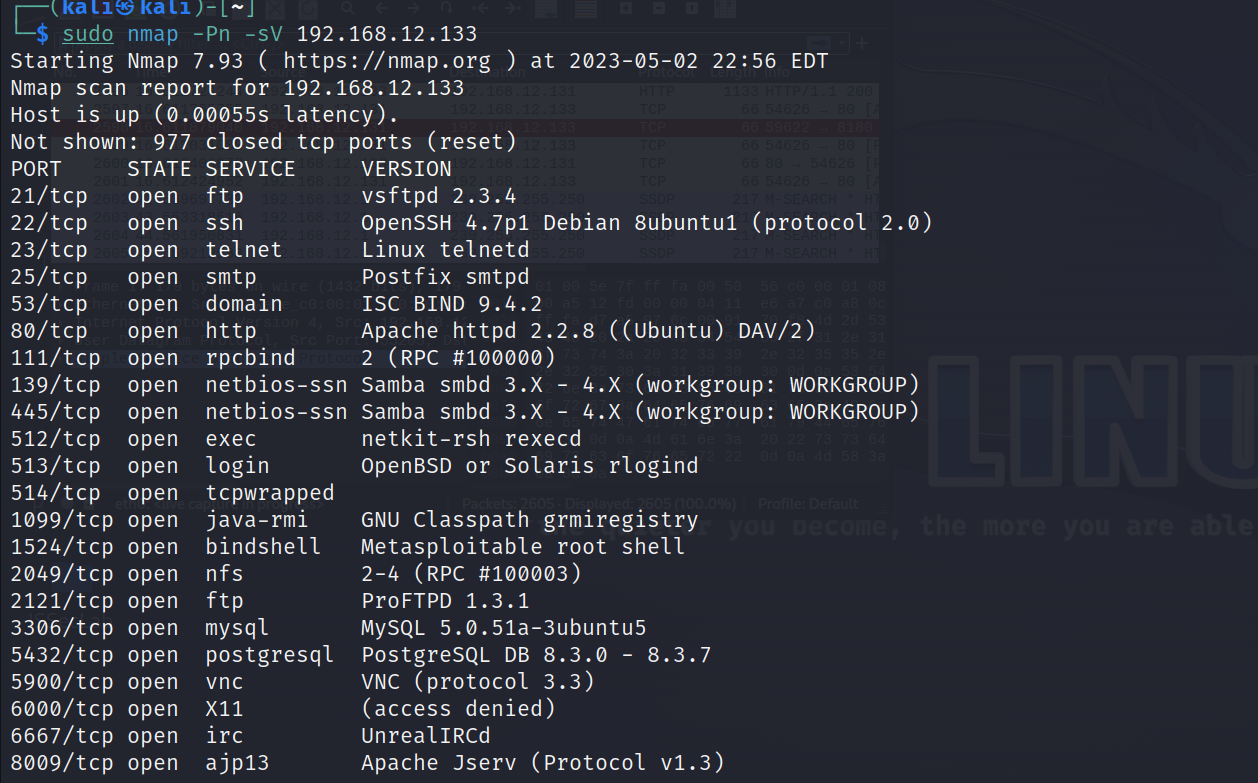 ┌──(kali㉿kali)-[~]
└─$ sudo nmap -Pn -sV 192.168.12.133
Starting Nmap 7.93 ( https://nmap.org ) at 2023-05-02 22:56 EDT
Nmap scan report for 192.168.12.133
Host is up (0.00055s latency).
Not shown: 977 closed tcp ports (reset)
PORT     STATE SERVICE     VERSION
21/tcp   open  ftp         vsftpd 2.3.4
22/tcp   open  ssh         OpenSSH 4.7p1 Debian 8ubuntu1 (protocol 2.0)
23/tcp   open  telnet      Linux telnetd
25/tcp   open  smtp        Postfix smtpd
53/tcp   open  domain      ISC BIND 9.4.2
80/tcp   open  http        Apache httpd 2.2.8 ((Ubuntu) DAV/2)
111/tcp  open  rpcbind     2 (RPC #100000)
139/tcp  open  netbios-ssn Samba smbd 3.X - 4.X (workgroup: WORKGROUP)
445/tcp  open  netbios-ssn Samba smbd 3.X - 4.X (workgroup: WORKGROUP)
512/tcp  open  exec        netkit-rsh rexecd
513/tcp  open  login       OpenBSD or Solaris rlogind
514/tcp  open  tcpwrapped
1099/tcp open  java-rmi    GNU Classpath grmiregistry
1524/tcp open  bindshell   Metasploitable root shell
2049/tcp open  nfs         2-4 (RPC #100003)
2121/tcp open  ftp         ProFTPD 1.3.1
3306/tcp open  mysql       MySQL 5.0.51a-3ubuntu5
5432/tcp open  postgresql  PostgreSQL DB 8.3.0 - 8.3.7
5900/tcp open  vnc         VNC (protocol 3.3)
6000/tcp open  X11         (access denied)
6667/tcp open  irc         UnrealIRCd
8009/tcp open  ajp13       Apache Jserv (Protocol v1.3)
LINU
you become, the more you are able
Packets: 2605 · Displayed: 2605 (100.0%) Profile: Default